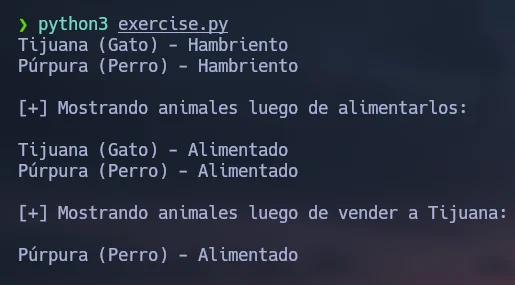 ❯ python3 exercise.py
Tijuana (Gato) - Hambriento
Púrpura (Perro) - Hambriento
[+] Mostrando animales luego de alimentarlos:
Tijuana (Gato) - Alimentado
Púrpura (Perro) - Alimentado
[+] Mostrando animales luego de vender a Tijuana:
Púrpura (Perro) - Alimentado